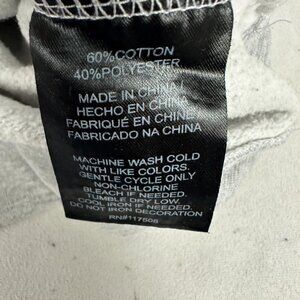 60%COTTON
40%POLYESTER
MADE IN CHINA
HECHO EN CHINA
FABRIQUÉ EN CHINE
FABRICADO NA CHINA
MACHINE WASH COLD
WITH LIKE COLORS.
GENTLE CYCLE ONLY
NON-CHLORINE
BLEACH IF NEEDED.
TUMBLE DRY LOW.
COOL IRON IF NEEDED.
DO NOT IRON DECORATION
RN#117508